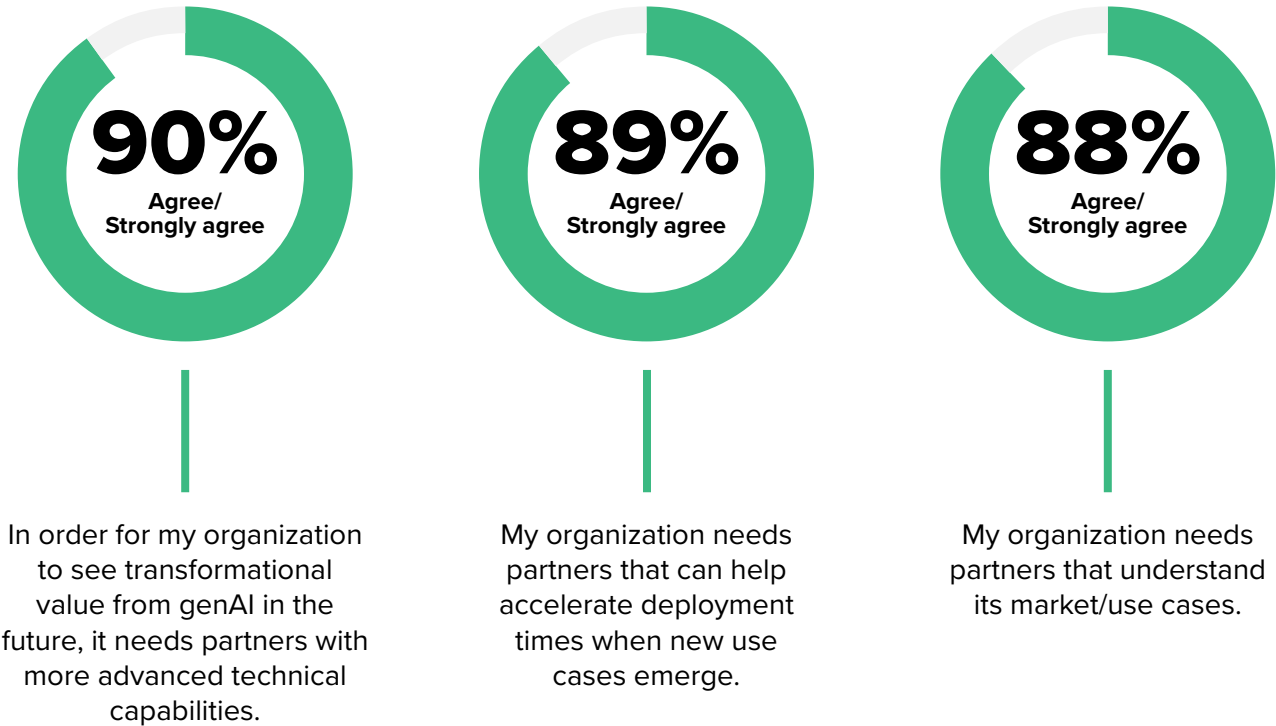 90%
Agree/
Strongly agree
In order for my organization
to see transformational
value from genAI in the
future, it needs partners with
more advanced technical
capabilities.
89%
Agree/
Strongly agree
My organization needs
partners that can help
accelerate deployment
times when new use
cases emerge.
88%
Agree/
Strongly agree
My organization needs
partners that understand
its market/use cases.